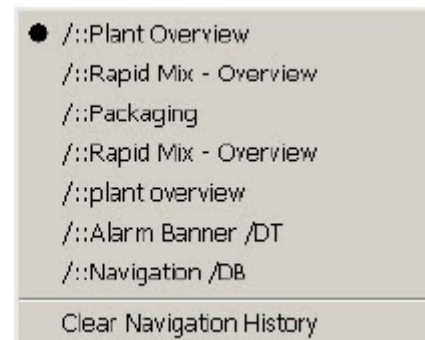 /::Plant Overview
/::Rapid Mix - Overview
/::Packaging
/::Rapid Mix - Overview
/::plant overview
/::Alarm Banner /DT
/::Navigation /DB
Clear Navigation History